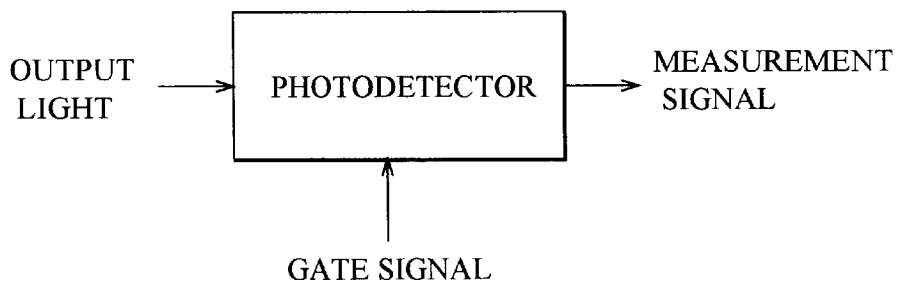 OUTPUT
LIGHT
PHOTODETECTOR
MEASUREMENT
SIGNAL
GATE SIGNAL